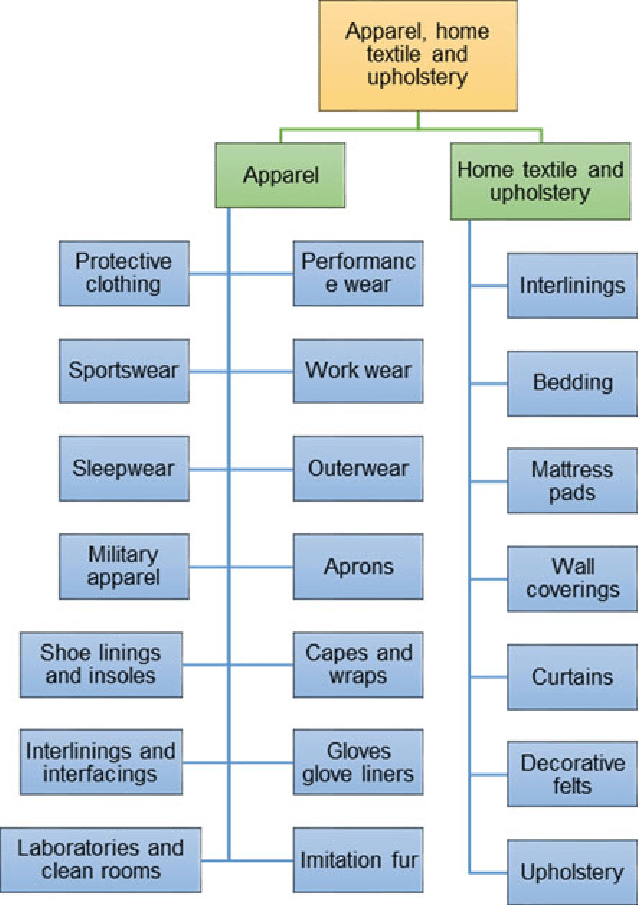 Apparel, home
textile and
upholstery
Apparel
Home textile and
upholstery
Protective
clothing
Performanc
e wear
Interlinings
Sportswear
Work wear
Bedding
Sleepwear
Outerwear
Mattress
pads
Military
apparel
Aprons
Wall
coverings
Shoe linings
and insoles
Capes and
wraps
Curtains
Interlinings and
interfacings
Gloves
glove liners
Decorative
felts
Laboratories and
clean rooms
Imitation fur
Upholstery